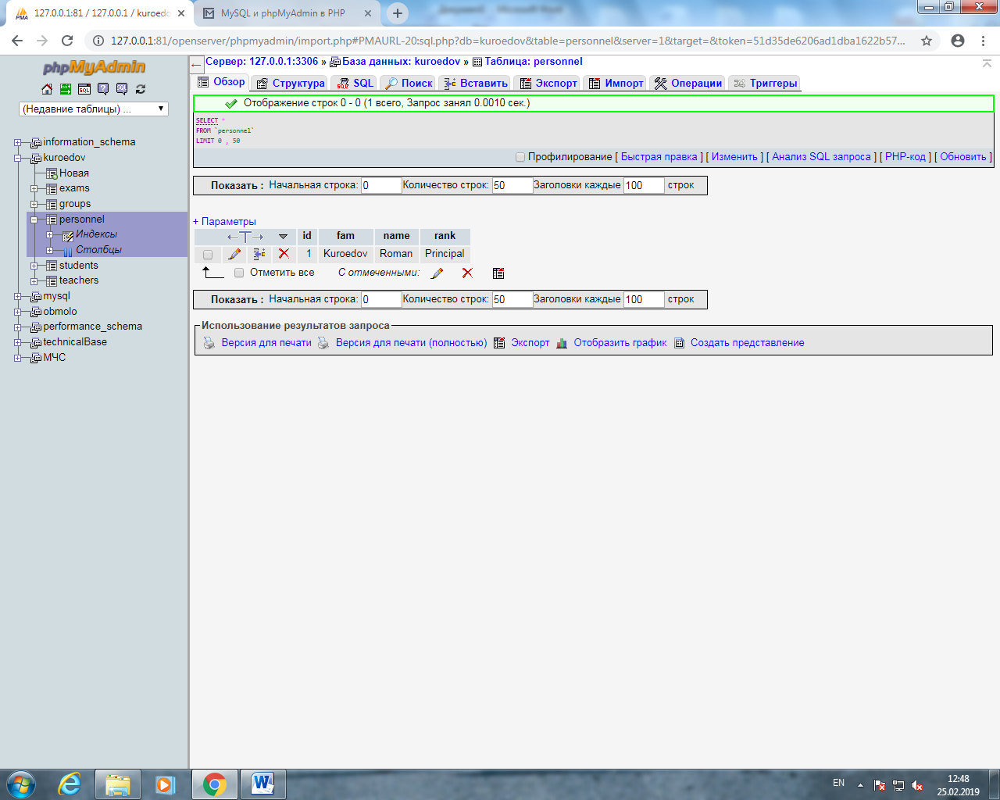 127.0.0.1:81 / 127.0.0.1 / kuroedo
MySQL и phpMyAdmin в PHP
127.0.0.1:81/openserver/phpmyadmin/import.php#PMAURL-20:sql.php?db=kuroedov&table=personnel&server=1&target=&token=51d35de6206ad1dba1622b57...
phpMyAdmin
(Недавние таблицы) ...
information_schema
kuroedov
Новая
exams
groups
personnel
Индексы
Столбцы
students
teachers
mysql
obmolo
performance_schema
technicalBase
МЧС
Сервер: 127.0.0.1:3306 » База данных: kuroedov » Таблица: personnel
Обзор Структура SQL Поиск Вставить Экспорт Импорт Операции Триггеры
Отображение строк 0 - 0 (1 всего, Запрос занял 0.0010 сек.)
SELECT *
FROM `personnel`
LIMIT 0 , 50
Профилирование [ Быстрая правка ] [ Изменить ] [ Анализ SQL запроса ] [ PHP-код ] [ Обновить ]
Показать : Начальная строка: 0 Количество строк: 50 Заголовки каждые 100 строк
+ Параметры
←T→ id fam name rank
1 Kuroedov Roman Principal
Отметить все С отмеченными:
Показать : Начальная строка: 0 Количество строк: 50 Заголовки каждые 100 строк
Использование результатов запроса
Версия для печати Версия для печати (полностью) Экспорт Отобразить график Создать представление
EN
12:48
25.02.2019